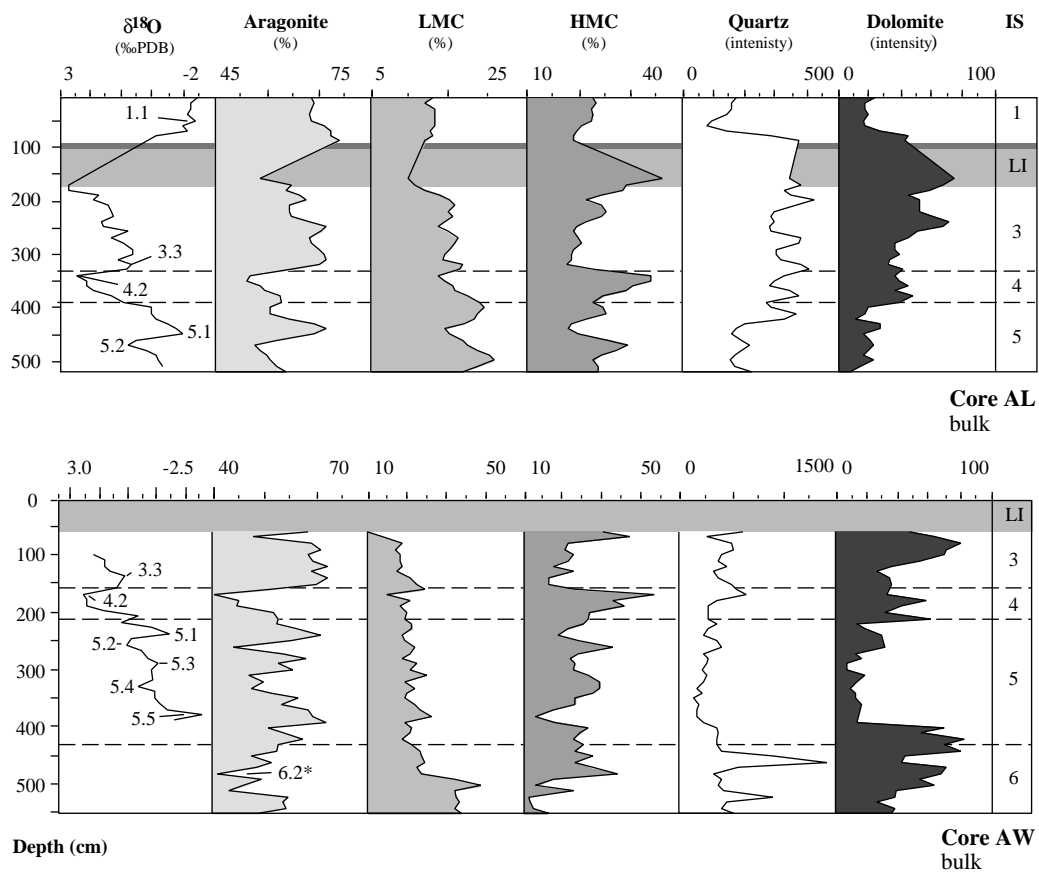 δ18O Aragonite LMC HMC Quartz Dolomite IS
(‰PDB) (%) (%) (%) (intenisty) (intensity)
3 -2 45 75 5 25 10 40 0 500 0 100
1.1 1
100
LI
200
3.3 3
300
4.2 4
400
5.1
5.2 5
500
Core AL
bulk
3.0 -2.5 40 70 10 50 10 50 0 1500 0 100
0 LI
100 3.3 3
4.2 4
200
5.1
5.2
300 5.3
5.4 5
5.5
400
6.2* 6
500
Depth (cm) Core AW
bulk